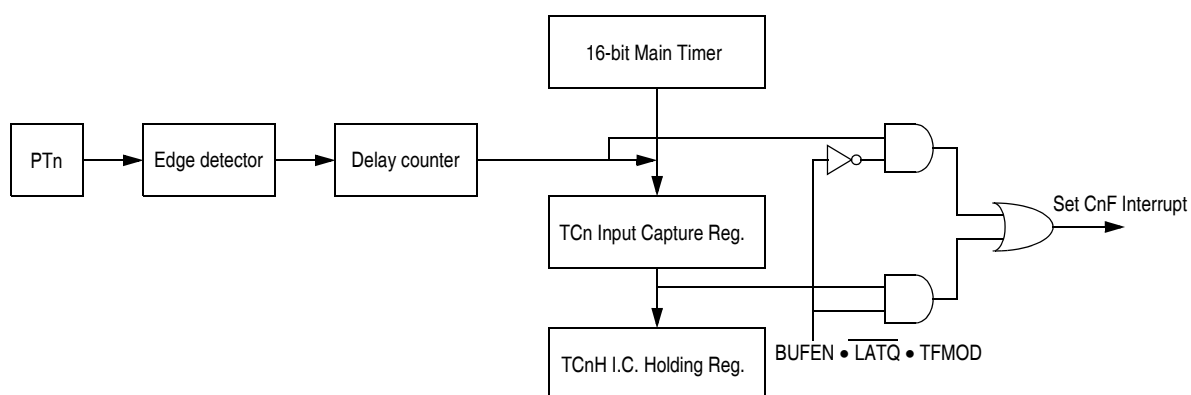 16-bit Main Timer
PTn
Edge detector
Delay counter
Set CnF Interrupt
TCn Input Capture Reg.
BUFEN • L̅A̅T̅Q̅ • TFMOD
TCnH I.C. Holding Reg.